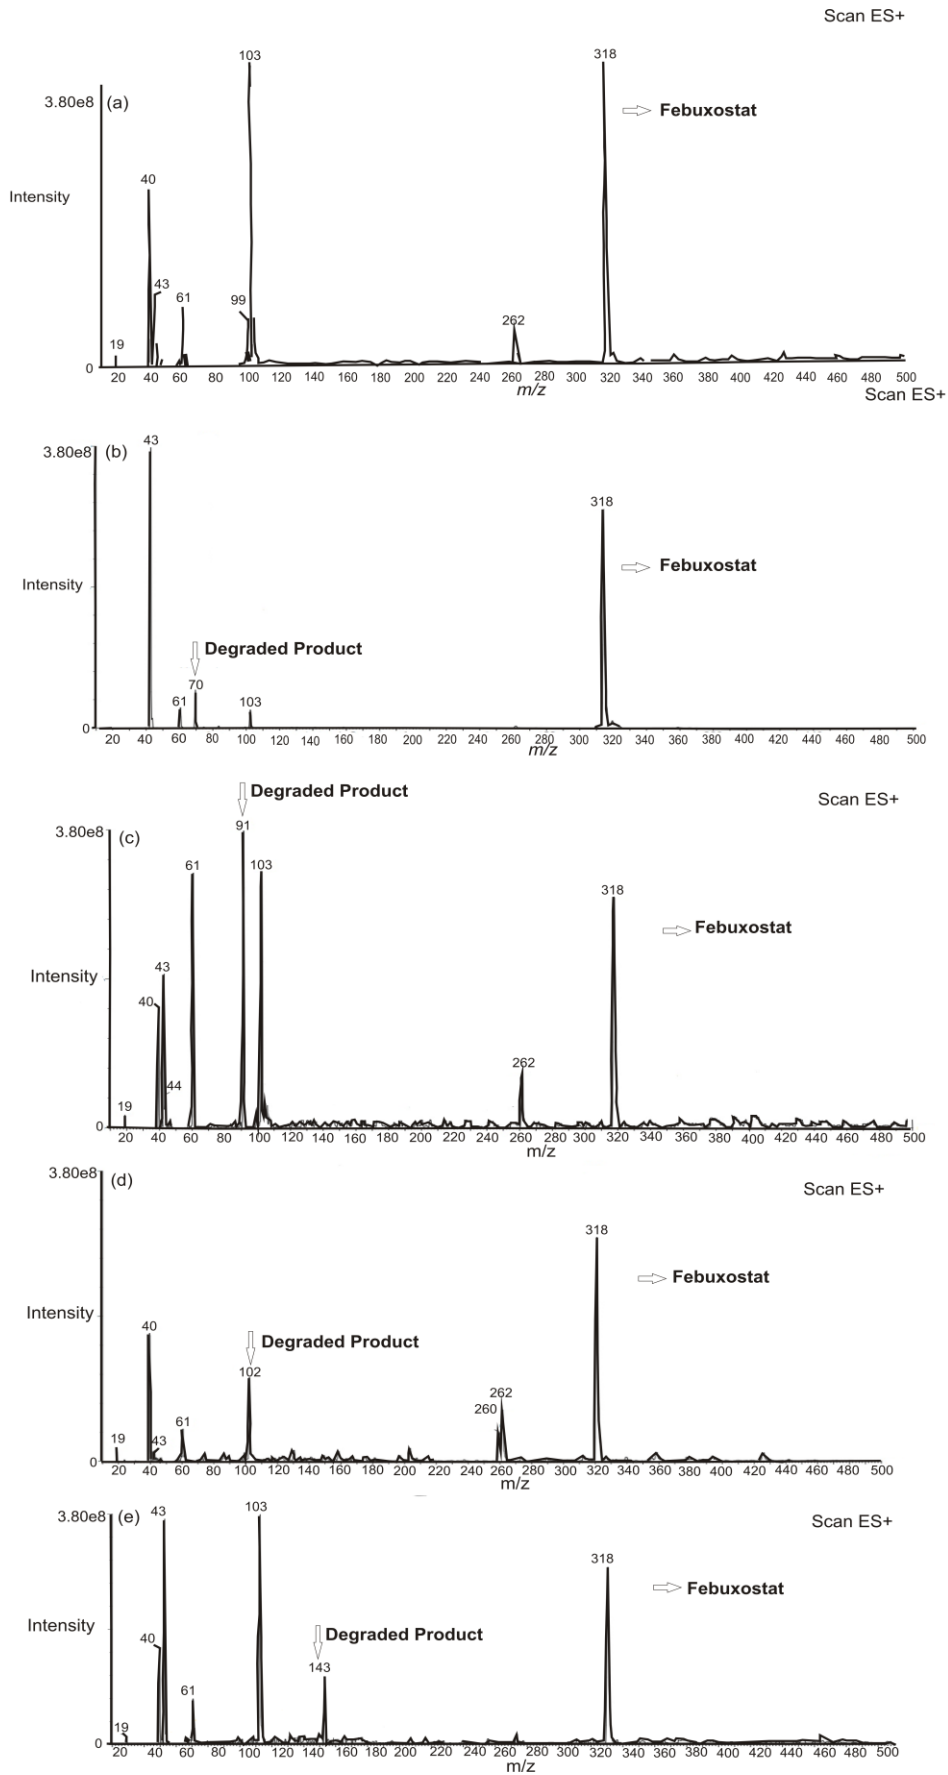 Scan ES+
103
318
3.80e8 (a)
Febuxostat
40
Intensity
43
61
99
262
19
0
20 40 60 80 100 120 140 160 180 200 220 240 260 280 300 320 340 360 380 400 420 440 460 480 500
m/z
Scan ES+
43
3.80e8 (b)
318
Febuxostat
Intensity
Degraded Product
70
61
103
0
20 40 60 80 100 120 140 160 180 200 220 240 260 280 300 320 340 360 380 400 420 440 460 480 500
m/z
Degraded Product
Scan ES+
91
3.80e8 (c)
61
103
318
Febuxostat
Intensity
43
40
262
44
19
0
20 40 60 80 100 120 140 160 180 200 220 240 260 280 300 320 340 360 380 400 420 440 460 480 500
m/z
3.80e8 (d)
Scan ES+
318
Febuxostat
Intensity
40
Degraded Product
102
262
260
61
19
43
0
20 40 60 80 100 120 140 160 180 200 220 240 260 280 300 320 340 360 380 400 420 440 460 480 500
m/z
43
103
3.80e8 (e)
Scan ES+
318
Febuxostat
Intensity
Degraded Product
40
143
61
19
0
20 40 60 80 100 120 140 160 180 200 220 240 260 280 300 320 340 360 380 400 420 440 460 480 500
m/z